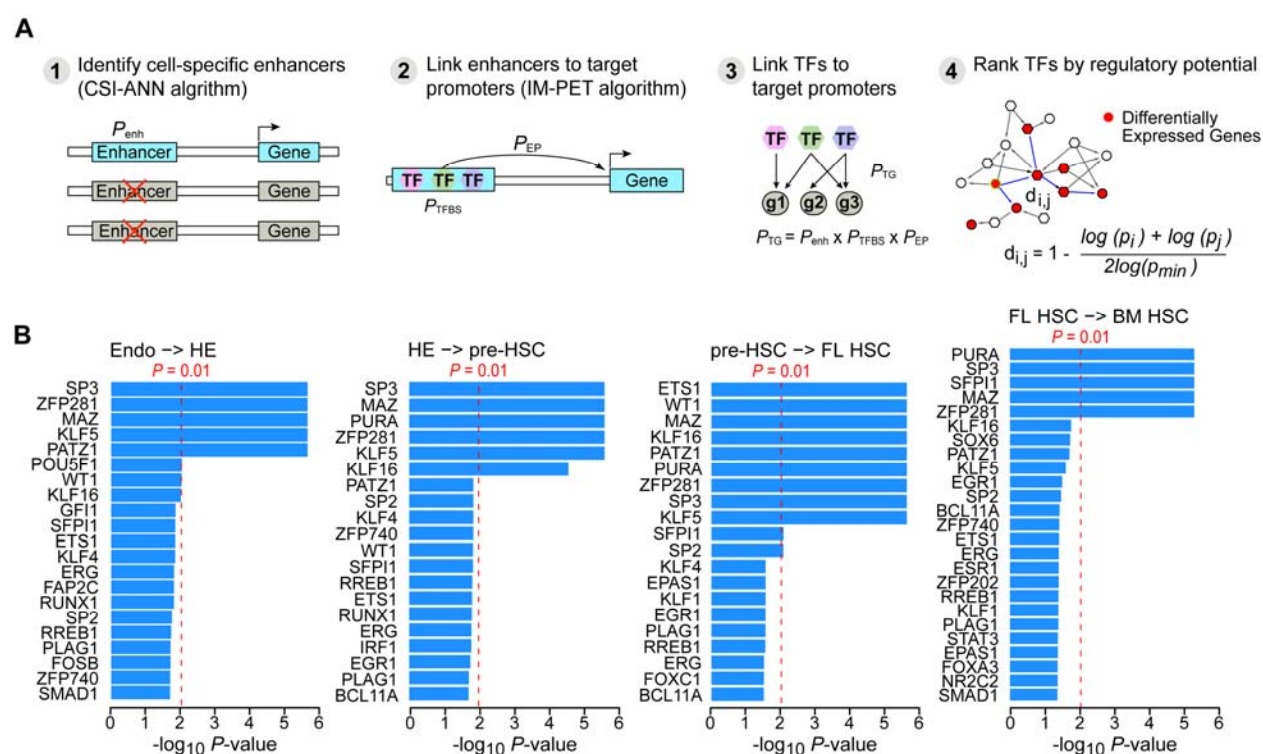 A
1 Identify cell-specific enhancers
(CSI-ANN algrithm)
P_enh
Enhancer Gene
Enhancer Gene
Enhancer Gene
2 Link enhancers to target
promoters (IM-PET algorithm)
P_EP
TF TF TF Gene
P_TFBS
3 Link TFs to
target promoters
TF TF TF
P_TG
g1 g2 g3
P_TG = P_enh x P_TFBS x P_EP
4 Rank TFs by regulatory potential
Differentially
Expressed Genes
d_i,j
d_i,j = 1 - log (p_i) + log (p_j) / 2log(p_min)
B
Endo –> HE
P = 0.01
SP3
ZFP281
MAZ
KLF5
PATZ1
POU5F1
WT1
KLF16
GFI1
SFPI1
ETS1
KLF4
ERG
FAP2C
RUNX1
SP2
RREB1
PLAG1
FOSB
ZFP740
SMAD1
0 1 2 3 4 5 6
-log10 P-value
HE –> pre-HSC
P = 0.01
SP3
MAZ
PURA
ZFP281
KLF5
KLF16
PATZ1
SP2
KLF4
ZFP740
WT1
SFPI1
RREB1
ETS1
RUNX1
ERG
IRF1
EGR1
PLAG1
BCL11A
0 1 2 3 4 5 6
-log10 P-value
pre-HSC –> FL HSC
P = 0.01
ETS1
WT1
MAZ
KLF16
PATZ1
PURA
ZFP281
SP3
KLF5
SFPI1
SP2
KLF4
EPAS1
KLF1
EGR1
PLAG1
RREB1
ERG
FOXC1
BCL11A
0 1 2 3 4 5 6
-log10 P-value
FL HSC –> BM HSC
P = 0.01
PURA
SP3
SFPI1
MAZ
ZFP281
KLF16
SOX6
PATZ1
KLF5
EGR1
SP2
BCL11A
ZFP740
ETS1
ERG
ESR1
ZFP202
RREB1
KLF1
PLAG1
STAT3
EPAS1
FOXA3
NR2C2
SMAD1
0 1 2 3 4 5 6
-log10 P-value